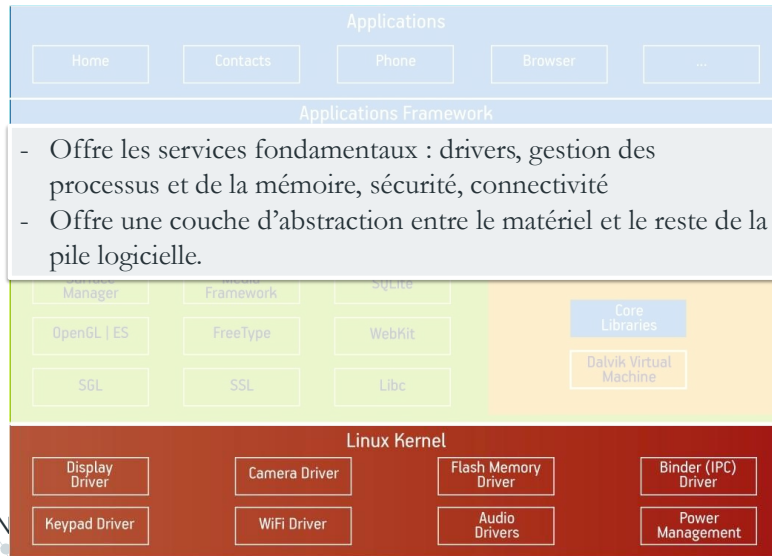 Applications
Home Contacts Phone Browser ...
Applications Framework
- Offre les services fondamentaux : drivers, gestion des
processus et de la mémoire, sécurité, connectivité
- Offre une couche d'abstraction entre le matériel et le reste de la
pile logicielle.
Surface Media SQLite
Manager Framework
Core
Libraries
OpenGL | ES FreeType WebKit
Dalvik Virtual
Machine
SGL SSL Libc
Linux Kernel
Display Camera Driver Flash Memory Binder (IPC)
Driver Driver Driver
Keypad Driver WiFi Driver Audio Power
Drivers Management